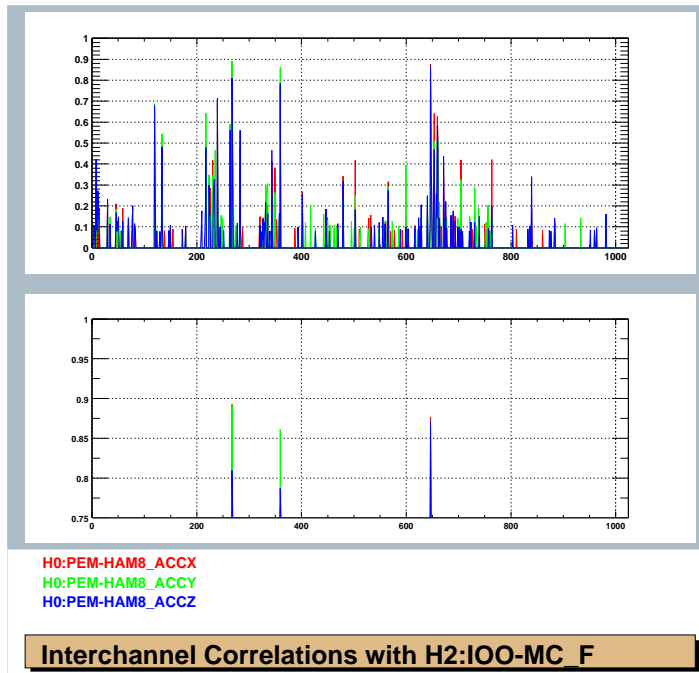 1
0.9
0.8
0.7
0.6
0.5
0.4
0.3
0.2
0.1
0
0 200 400 600 800 1000
1
0.95
0.9
0.85
0.8
0.75
0 200 400 600 800 1000
H0:PEM-HAM8_ACCX
H0:PEM-HAM8_ACCY
H0:PEM-HAM8_ACCZ
Interchannel Correlations with H2:IOO-MC_F